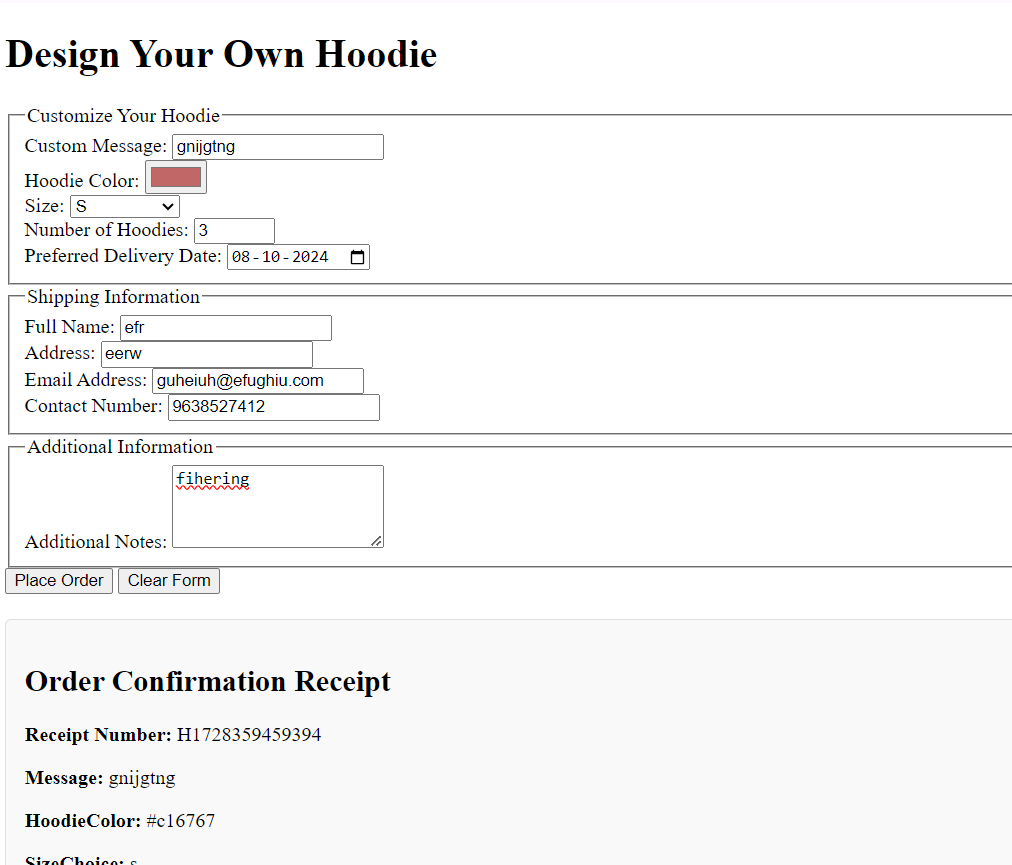 Design Your Own Hoodie
Customize Your Hoodie
Custom Message: gnijgtng
Hoodie Color:
Size: S
Number of Hoodies: 3
Preferred Delivery Date: 08-10-2024
Shipping Information
Full Name: efr
Address: eerw
Email Address: guheiuh@efughiu.com
Contact Number: 9638527412
Additional Information
fihering
Additional Notes:
Place Order Clear Form
Order Confirmation Receipt
Receipt Number: H1728359459394
Message: gnijgtng
HoodieColor: #c16767
SizeChoice: s